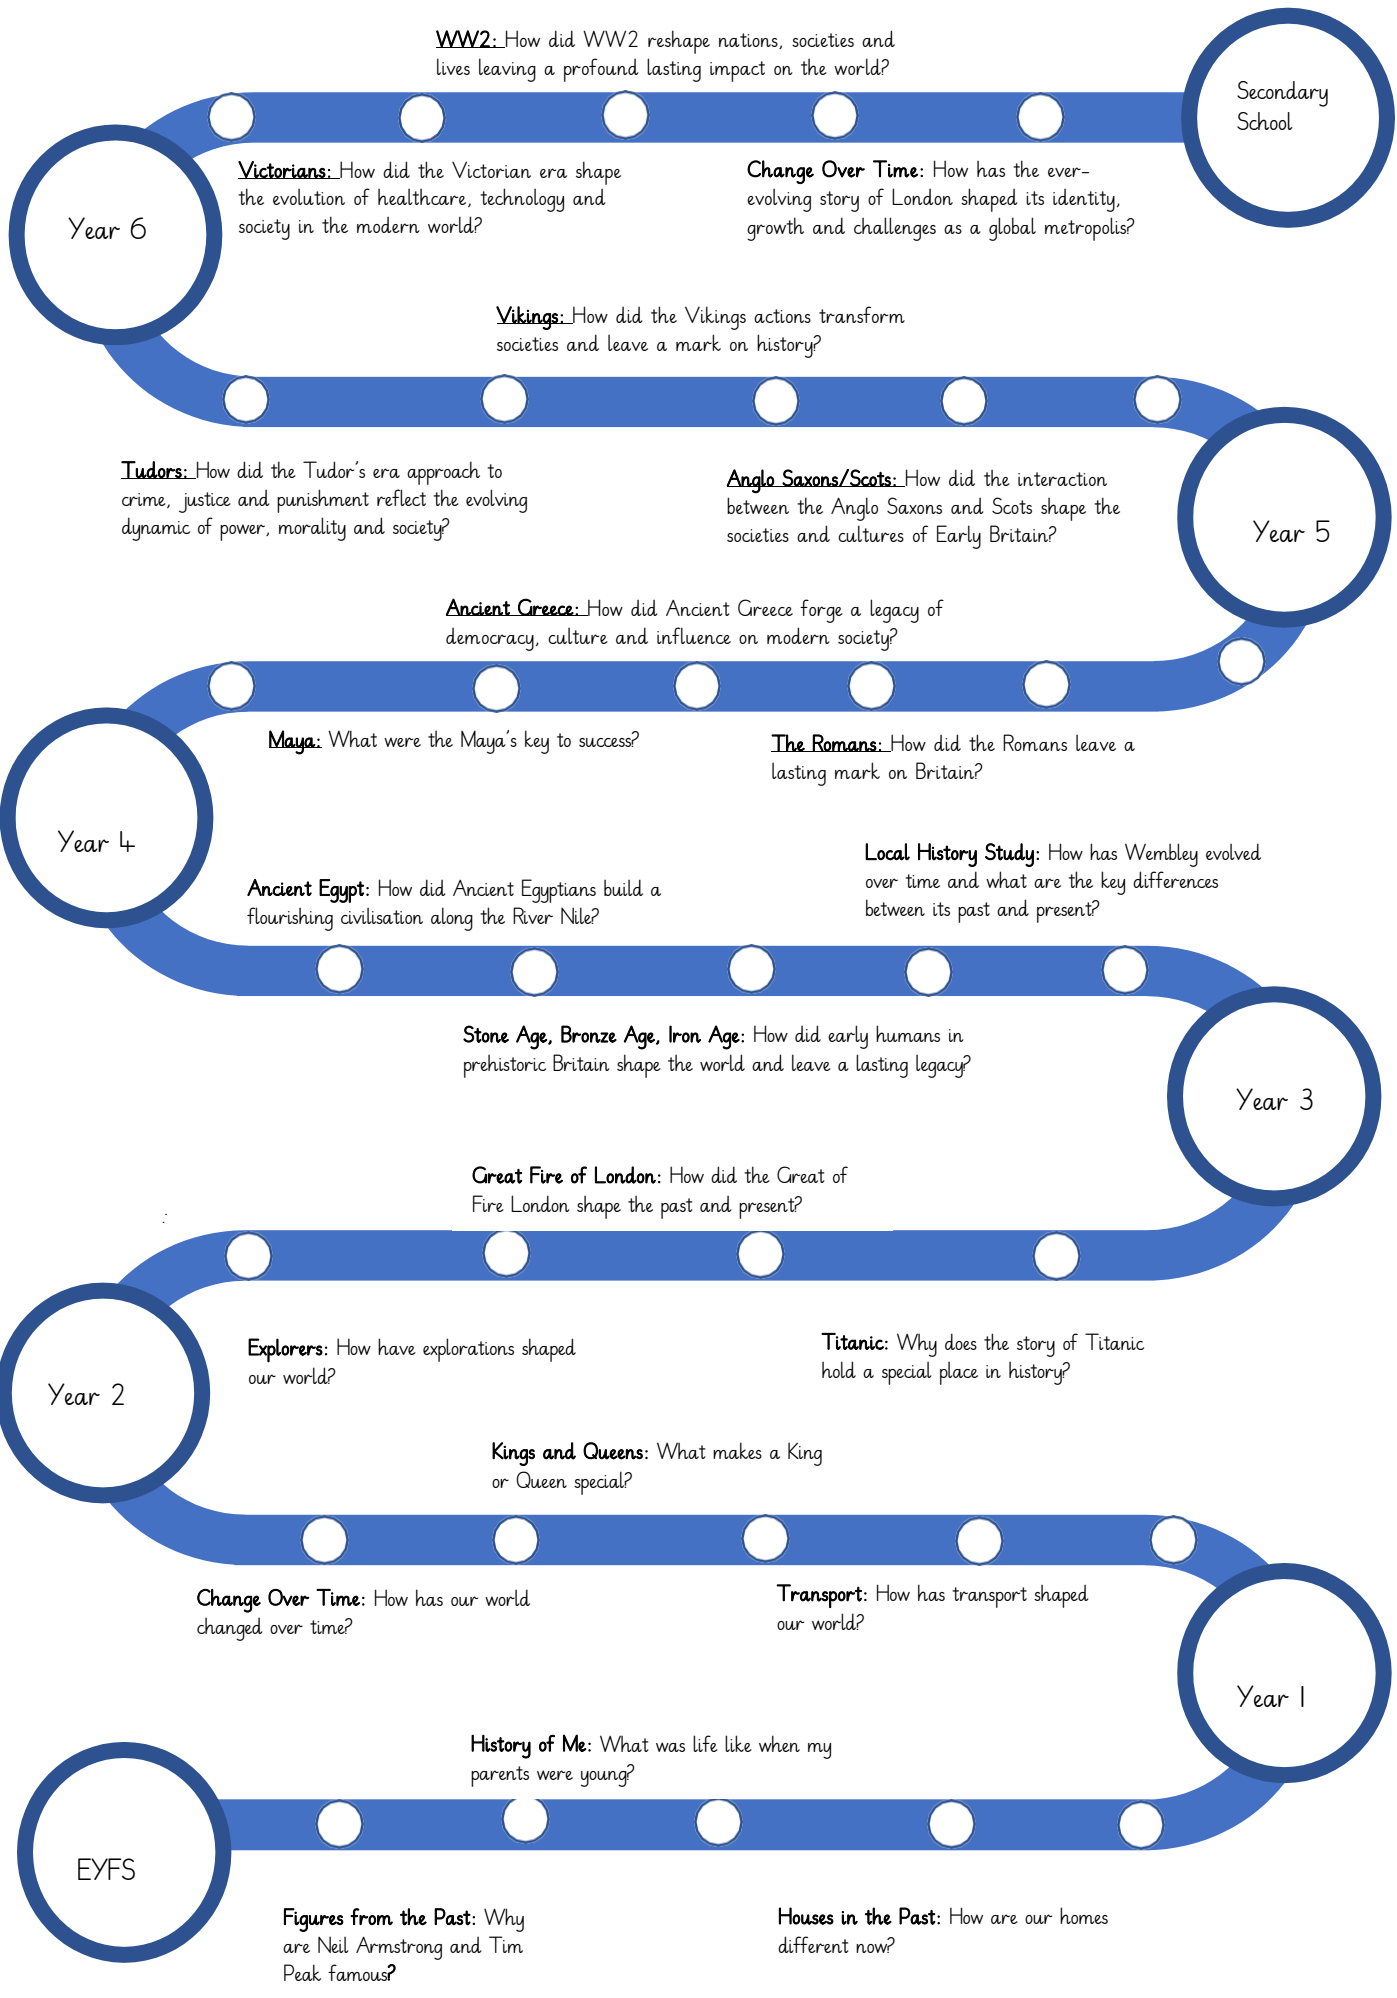 WW2: How did WW2 reshape nations, societies and
lives leaving a profound lasting impact on the world?
Secondary
School
Victorians: How did the Victorian era shape
the evolution of healthcare, technology and
society in the modern world?
Change Over Time: How has the ever-
evolving story of London shaped its identity,
growth and challenges as a global metropolis?
Year 6
Vikings: How did the Vikings actions transform
societies and leave a mark on history?
Tudors: How did the Tudor's era approach to
crime, justice and punishment reflect the evolving
dynamic of power, morality and society?
Anglo Saxons/Scots: How did the interaction
between the Anglo Saxons and Scots shape the
societies and cultures of Early Britain?
Year 5
Ancient Greece: How did Ancient Greece forge a legacy of
democracy, culture and influence on modern society?
Maya: What were the Maya's key to success?
The Romans: How did the Romans leave a
lasting mark on Britain?
Year 4
Ancient Egypt: How did Ancient Egyptians build a
flourishing civilisation along the River Nile?
Local History Study: How has Wembley evolved
over time and what are the key differences
between its past and present?
Stone Age, Bronze Age, Iron Age: How did early humans in
prehistoric Britain shape the world and leave a lasting legacy?
Year 3
Great Fire of London: How did the Great of
Fire London shape the past and present?
Explorers: How have explorations shaped
our world?
Titanic: Why does the story of Titanic
hold a special place in history?
Year 2
Kings and Queens: What makes a King
or Queen special?
Change Over Time: How has our world
changed over time?
Transport: How has transport shaped
our world?
Year 1
History of Me: What was life like when my
parents were young?
EYFS
Figures from the Past: Why
are Neil Armstrong and Tim
Peak famous?
Houses in the Past: How are our homes
different now?